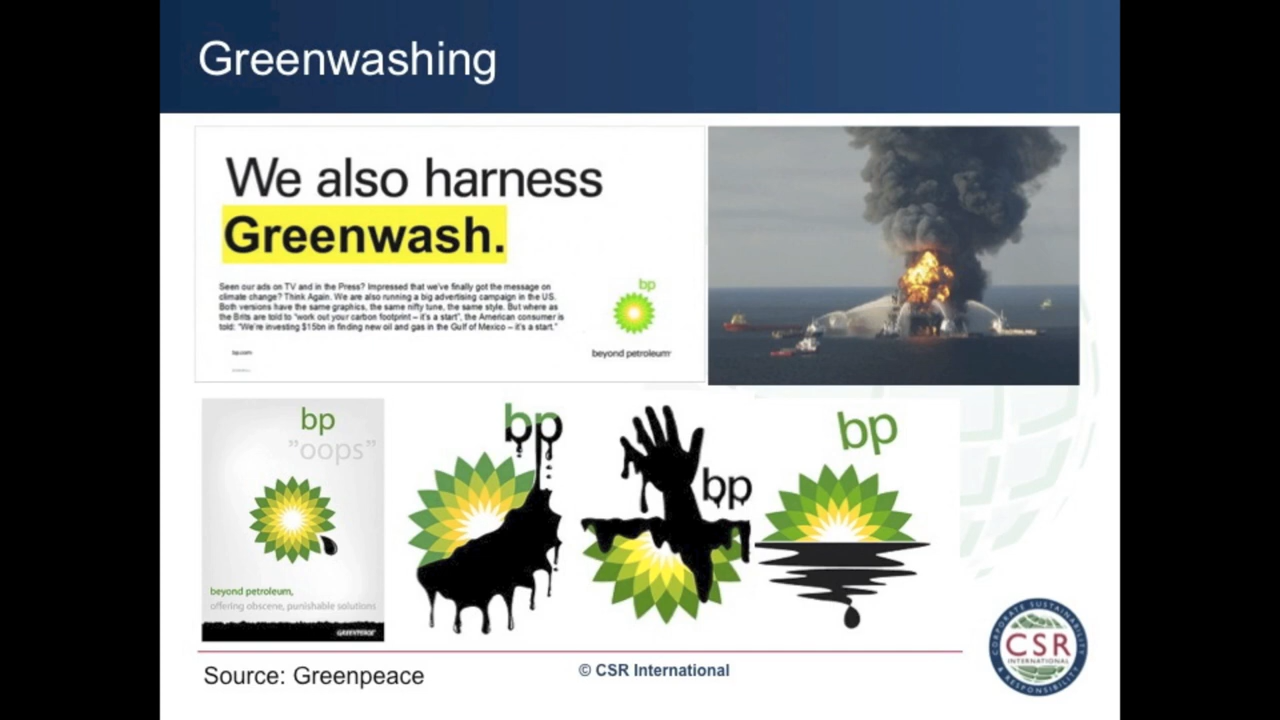 Greenwashing
We also harness
Greenwash.
Seen our ads on TV and in the Press? Impressed that we've finally got the message on
climate change? Think Again. We are also running a big advertising campaign in the US.
Both versions have the same graphics, the same nifty tune, the same style. But where as
the Brits are told to "work out your carbon footprint – it's a start", the American consumer is
told: "We're investing $15bn in finding new oil and gas in the Gulf of Mexico – it's a start."
bp
beyond petroleum
bp.com
bp
"oops"
beyond petroleum,
offering obscene, punishable solutions
GREENPEACE
bp
bp
bp
Source: Greenpeace
© CSR International
CORPORATE SUSTAINABILITY
CSR
INTERNATIONAL
& RESPONSIBILITY